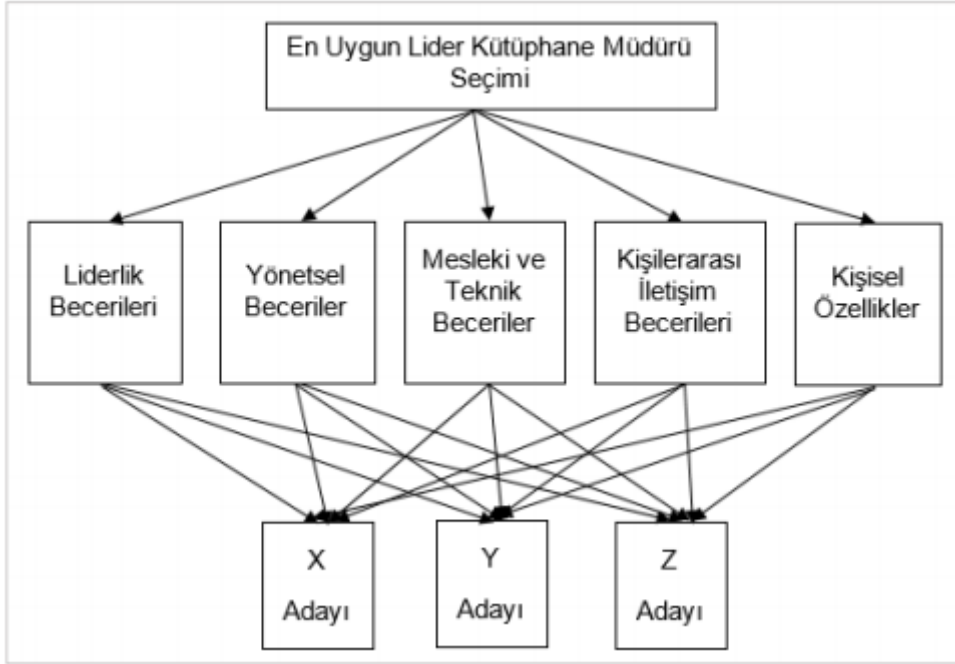 En Uygun Lider Kütüphane Müdürü
Seçimi
Liderlik
Becerileri
Yönetsel
Beceriler
Mesleki ve
Teknik
Beceriler
Kişilerarası
İletişim
Becerileri
Kişisel
Özellikler
X
Adayı
Y
Adayı
Z
Adayı